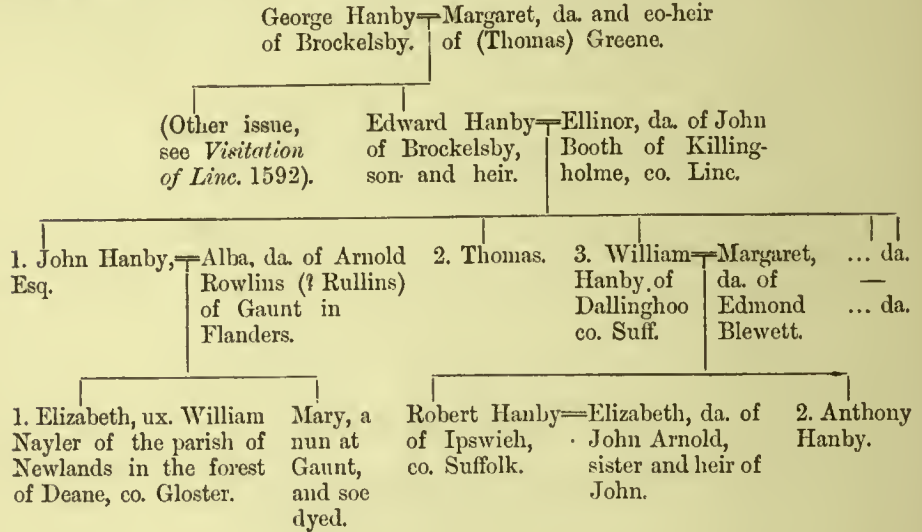 George Hanby
of Brockelsby.
Margaret, da. and co-heir
of (Thomas) Greene.
(Other issue,
see Visitation
of Linc. 1592).
Edward Hanby
of Brockelsby,
son and heir.
Ellinor, da. of John
Booth of Killing-
holme, co. Linc.
1. John Hanby,
Esq.
Alba, da. of Arnold
Rowlins (? Rullins)
of Gaunt in
Flanders.
2. Thomas.
3. William
Hanby of
Dallinghoo
co. Suff.
Margaret,
da. of
Edmond
Blewett.
... da.
—
... da.
1. Elizabeth, ux. William
Nayler of the parish of
Newlands in the forest
of Deane, co. Gloster.
Mary, a
nun at
Gaunt,
and soe
dyed.
Robert Hanby
of Ipswich,
co. Suffolk.
Elizabeth, da. of
John Arnold,
sister and heir of
John.
2. Anthony
Hanby.